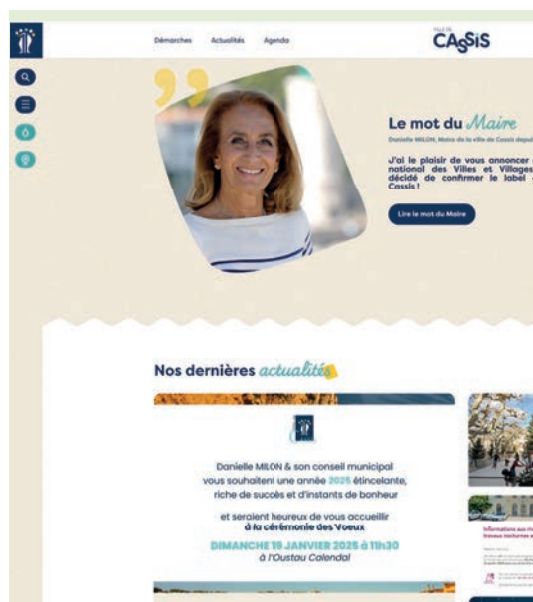 Démarches Actualités Agenda
VILLE DE
CASSIS
Le mot du Maire
Danielle MILON, Maire de la ville de Cassis depui
J'ai le plaisir de vous annoncer
national des Villes et Villages
décidé de confirmer le label
Cassis !
Lire le mot du Maire
Nos dernières actualités
Danielle MILON & son conseil municipal
vous souhaitent une année 2025 étincelante,
riche de succès et d'instants de bonheur
et seraient heureux de vous accueillir
à la cérémonie des Voeux
DIMANCHE 19 JANVIER 2025 à 11h30
à l'Oustau Calendal
Informations aux
travaux nocturnes